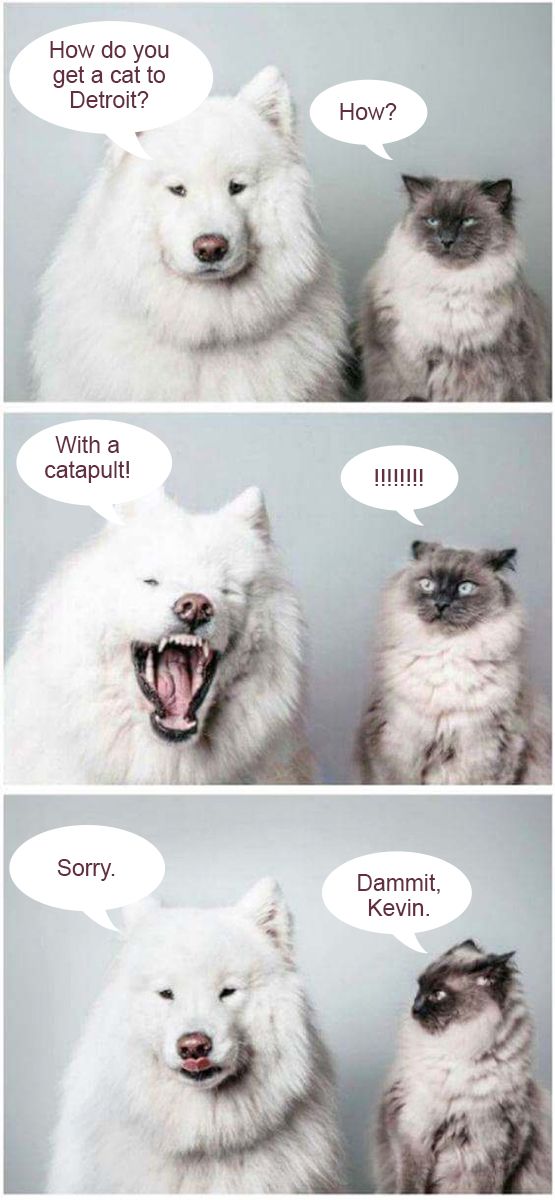 How do you
get a cat to
Detroit?
How?
With a
catapult!
!!!!!!!!
Sorry.
Dammit,
Kevin.